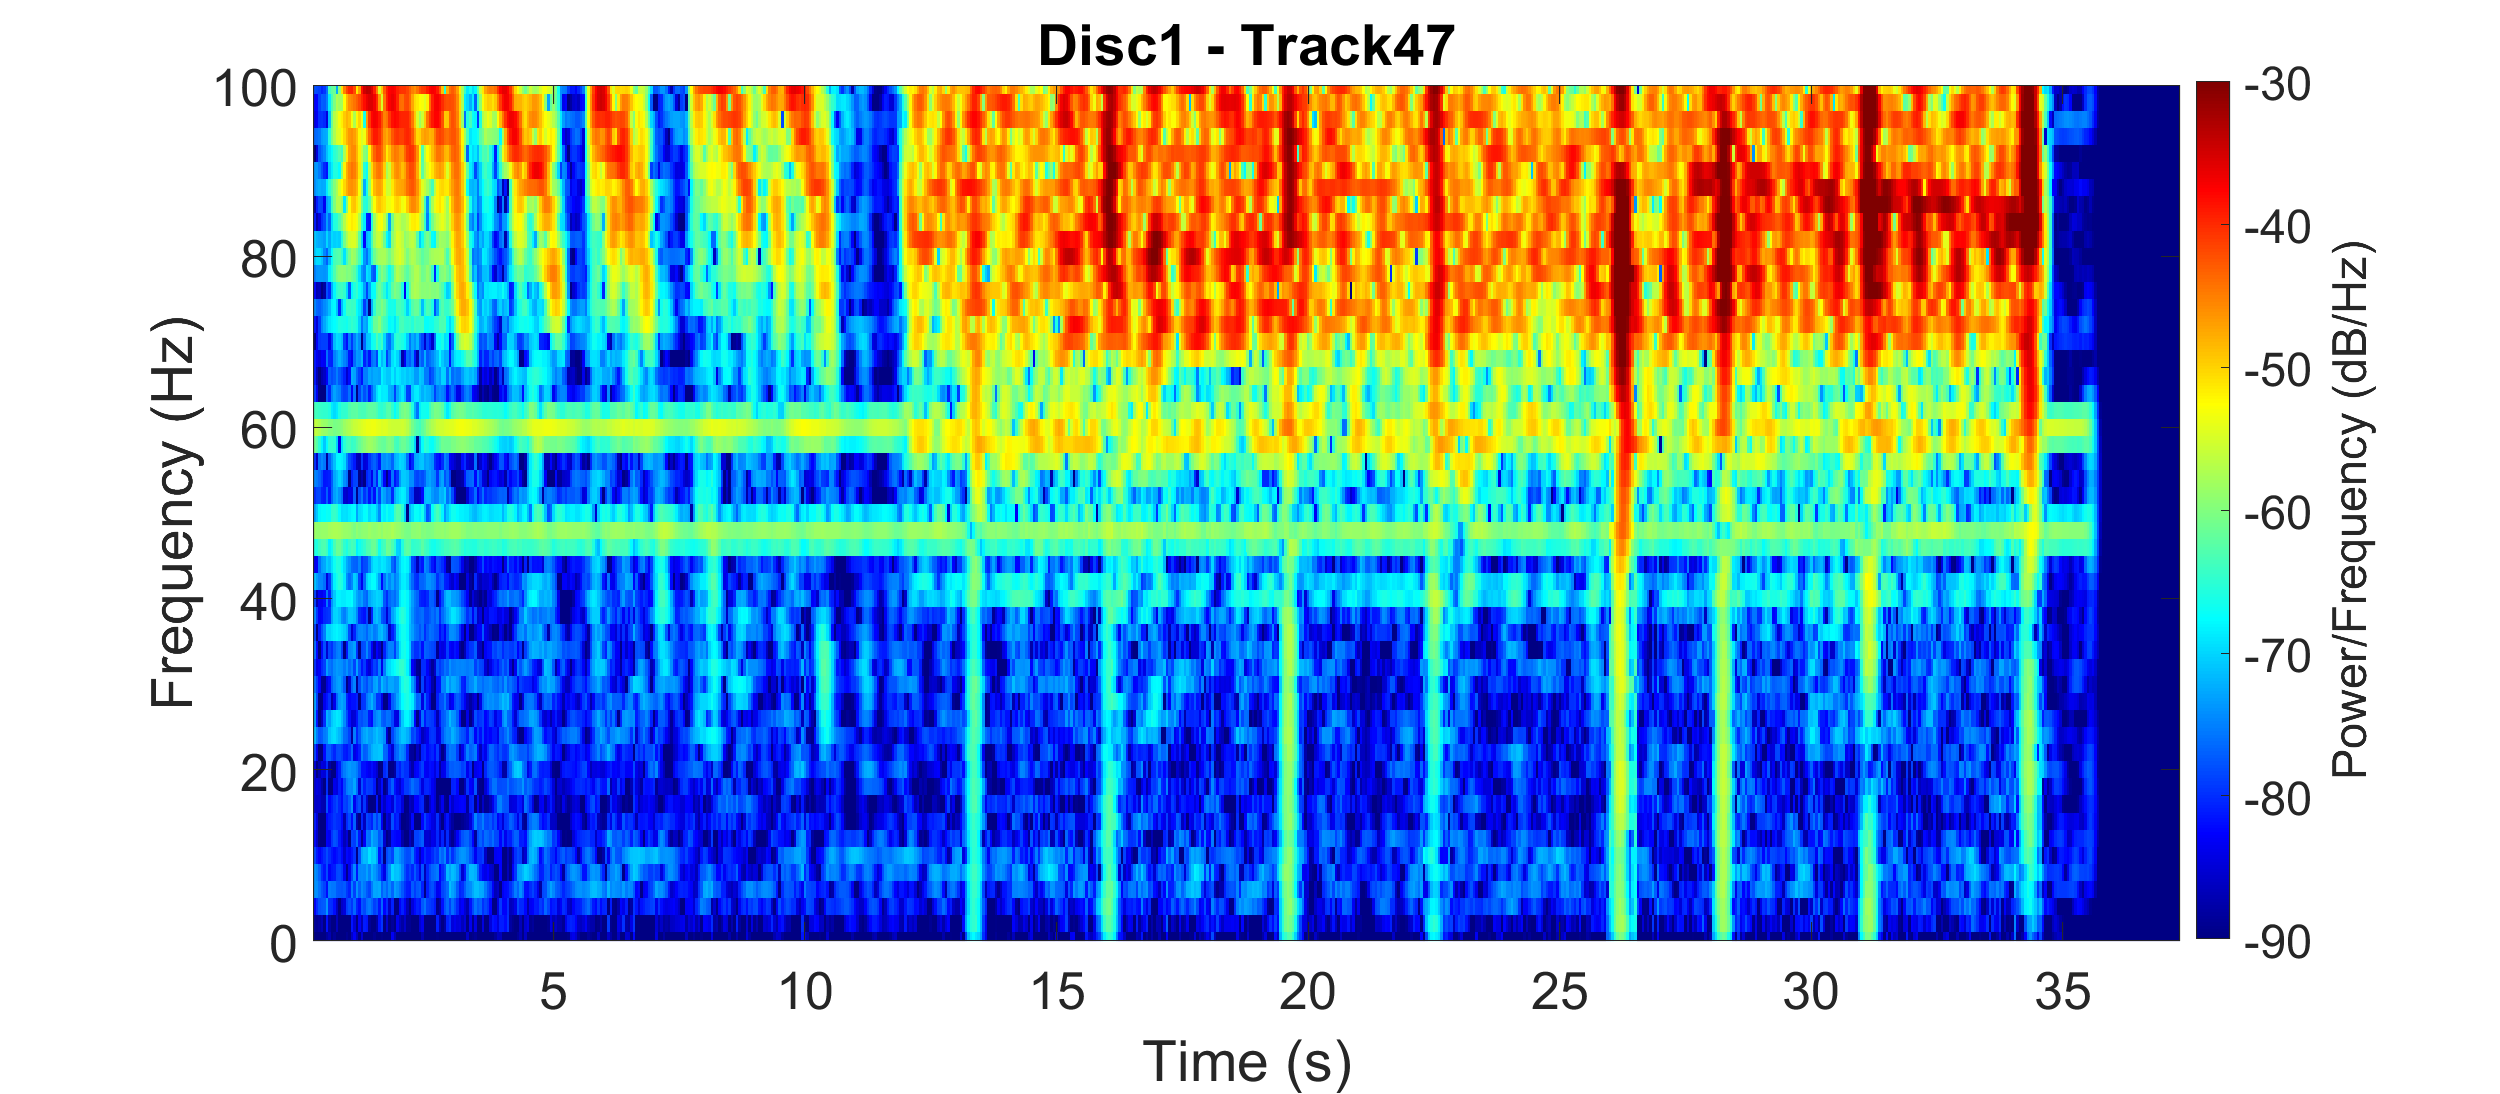 Disc1 - Track47
100
80
60
40
20
0
Frequency (Hz)
5 10 15 20 25 30 35
Time (s)
-30
-40
-50
-60
-70
-80
-90
Power/Frequency (dB/Hz)